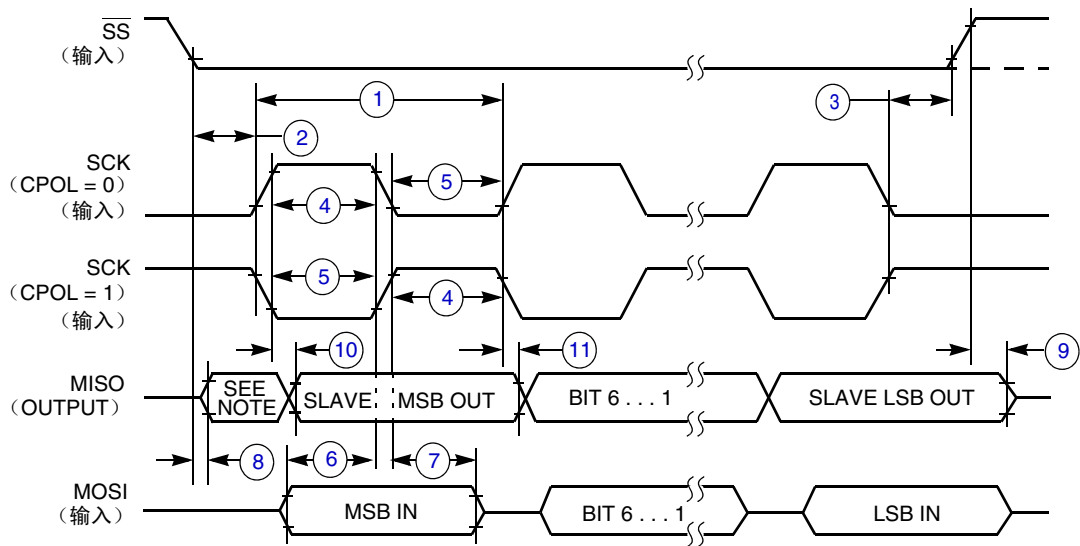 SS
（输入）
1
3
2
SCK
（CPOL = 0）
（输入）
5
4
SCK
（CPOL = 1）
（输入）
5
4
10
11
9
MISO
（OUTPUT）
SEE
NOTE
SLAVE
MSB OUT
BIT 6 . . . 1
SLAVE LSB OUT
8
6
7
MOSI
（输入）
MSB IN
BIT 6 . . . 1
LSB IN